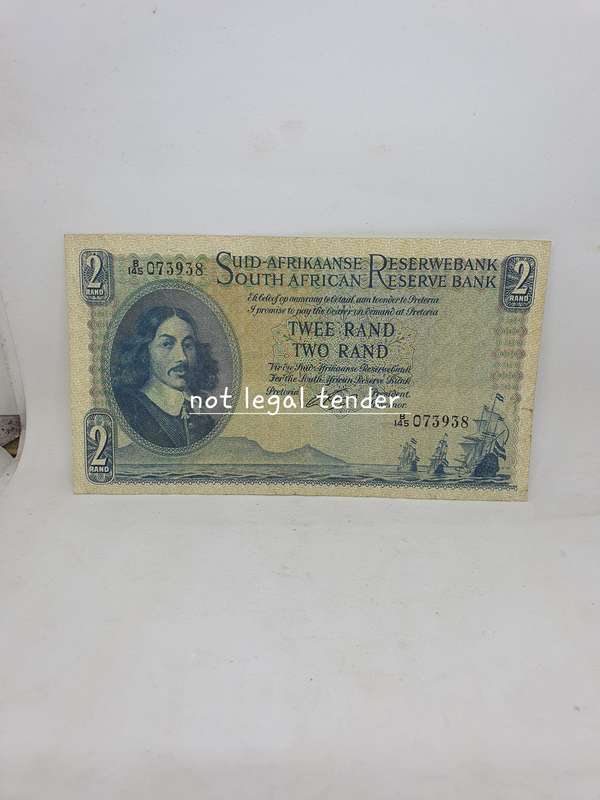 2
RAND
B/145 073938
SUID-AFRIKAANSE RESERWEBANK
SOUTH AFRICAN RESERVE BANK
2
RAND
Ek beloof op aanvraag te betaal aan toonder te Pretoria
I promise to pay the bearer on demand at Pretoria
TWEE RAND
TWO RAND
Vir die Suid-Afrikaanse Reserwebank
For the South African Reserve Bank
Pretoria President.
not legal tender
2
RAND
B/145 073938